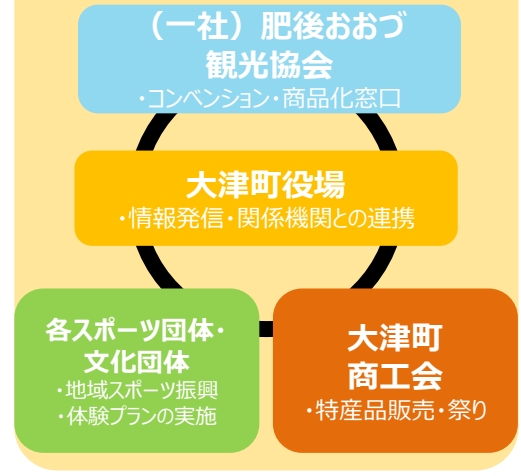 （一社）肥後おおづ
観光協会
・コンベンション・商品化窓口
大津町役場
・情報発信・関係機関との連携
各スポーツ団体・
文化団体
・地域スポーツ振興
・体験プランの実施
大津町
商工会
・特産品販売・祭り